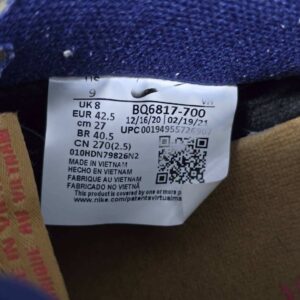 US 9
UK 8
EUR 42.5
cm 27
BR 40.5
CN 270(2.5)
010HDN79826N2
VN
BQ6817-700
12/16/20 | 02/19/21
UPC
MADE IN VIETNAM
HECHO EN VIETNAM
FABRIQUE AU VIETNAM
FABRICADO NO VIETNÃ
This product is covered by one or more p
www.nike.com/patents